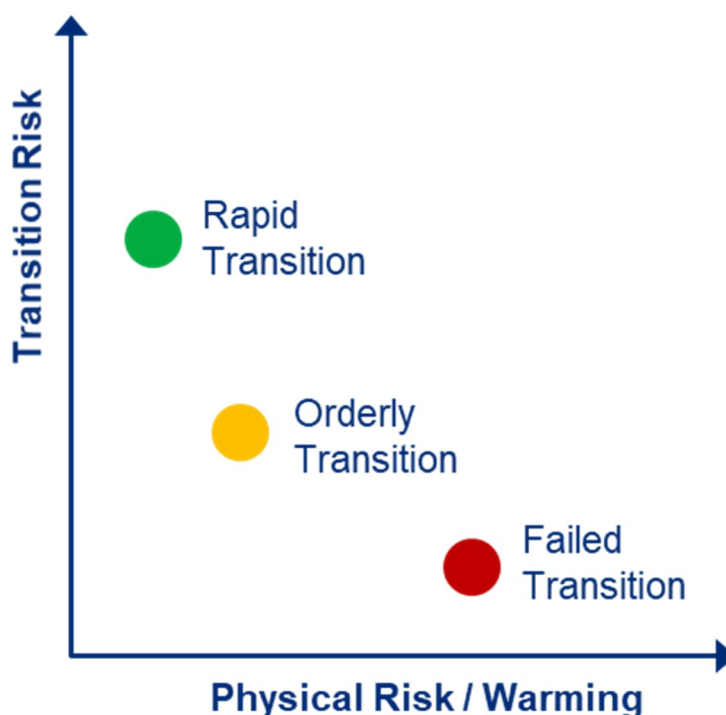 Transition Risk
Rapid
Transition
Orderly
Transition
Failed
Transition
Physical Risk / Warming